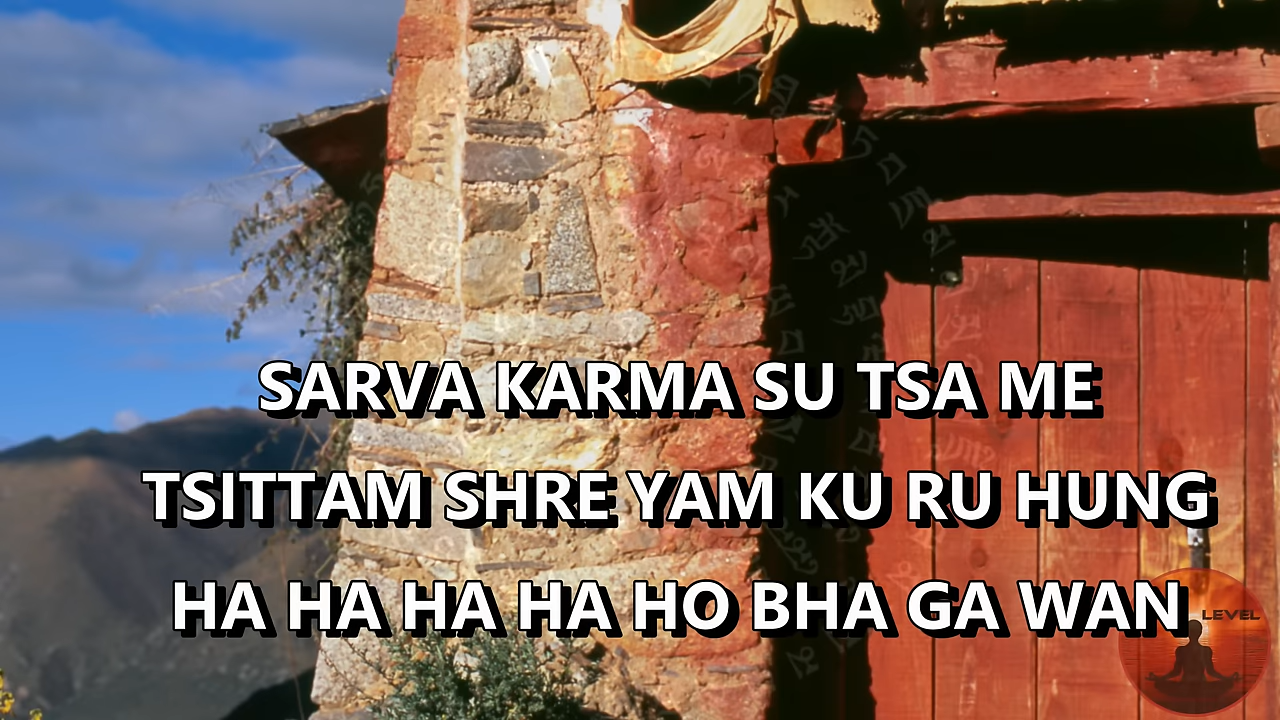 SARVA KARMA SU TSA ME
TSITTAM SHRE YAM KU RU HUNG
HA HA HA HA HO BHA GA WAN
LEVEL